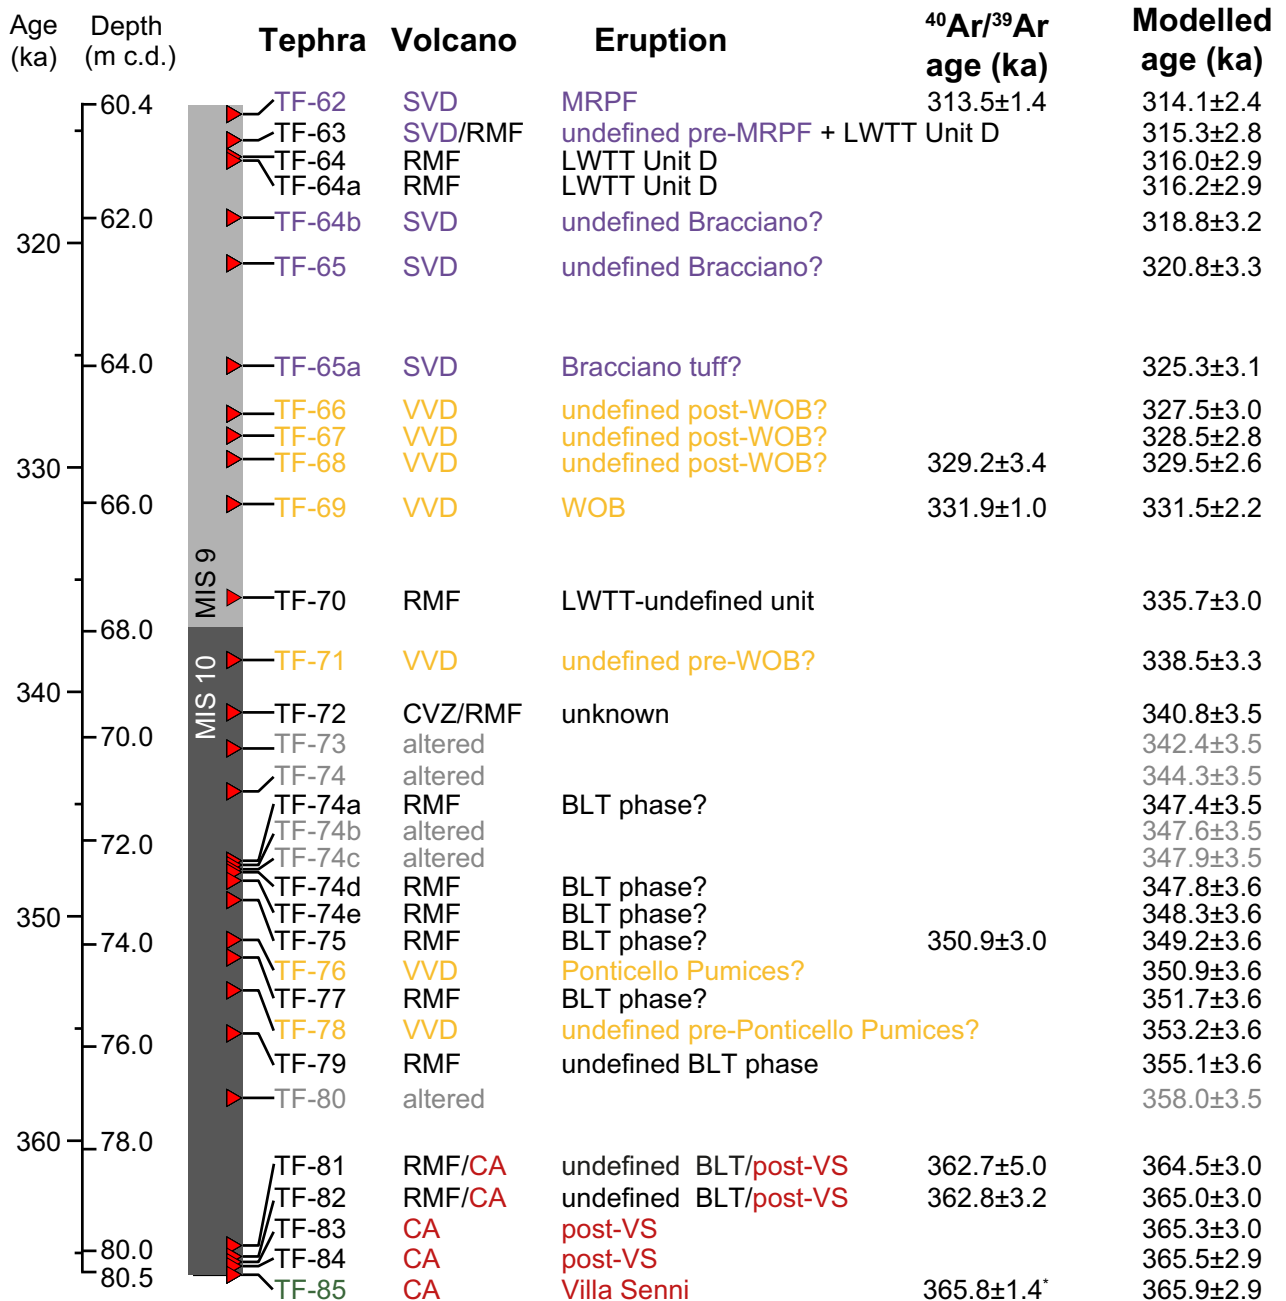 Age (ka) Depth (m c.d.) Tephra Volcano Eruption ⁴⁰Ar/³⁹Ar age (ka) Modelled age (ka)
60.4 TF-62 SVD MRPF 313.5±1.4 314.1±2.4
TF-63 SVD/RMF undefined pre-MRPF + LWTT Unit D 315.3±2.8
TF-64 RMF LWTT Unit D 316.0±2.9
TF-64a RMF LWTT Unit D 316.2±2.9
62.0 TF-64b SVD undefined Bracciano? 318.8±3.2
320
TF-65 SVD undefined Bracciano? 320.8±3.3
64.0 TF-65a SVD Bracciano tuff? 325.3±3.1
TF-66 VVD undefined post-WOB? 327.5±3.0
TF-67 VVD undefined post-WOB? 328.5±2.8
330 TF-68 VVD undefined post-WOB? 329.2±3.4 329.5±2.6
66.0 TF-69 VVD WOB 331.9±1.0 331.5±2.2
MIS 9
TF-70 RMF LWTT-undefined unit 335.7±3.0
68.0
TF-71 VVD undefined pre-WOB? 338.5±3.3
MIS 10
340
TF-72 CVZ/RMF unknown 340.8±3.5
70.0 TF-73 altered 342.4±3.5
TF-74 altered 344.3±3.5
TF-74a RMF BLT phase? 347.4±3.5
TF-74b altered 347.6±3.5
72.0 TF-74c altered 347.9±3.5
TF-74d RMF BLT phase? 347.8±3.6
350 TF-74e RMF BLT phase? 348.3±3.6
74.0 TF-75 RMF BLT phase? 350.9±3.0 349.2±3.6
TF-76 VVD Ponticello Pumices? 350.9±3.6
TF-77 RMF BLT phase? 351.7±3.6
TF-78 VVD undefined pre-Ponticello Pumices? 353.2±3.6
76.0
TF-79 RMF undefined BLT phase 355.1±3.6
TF-80 altered 358.0±3.5
360 78.0
TF-81 RMF/CA undefined BLT/post-VS 362.7±5.0 364.5±3.0
TF-82 RMF/CA undefined BLT/post-VS 362.8±3.2 365.0±3.0
TF-83 CA post-VS 365.3±3.0
80.0 TF-84 CA post-VS 365.5±2.9
80.5 TF-85 CA Villa Senni 365.8±1.4* 365.9±2.9